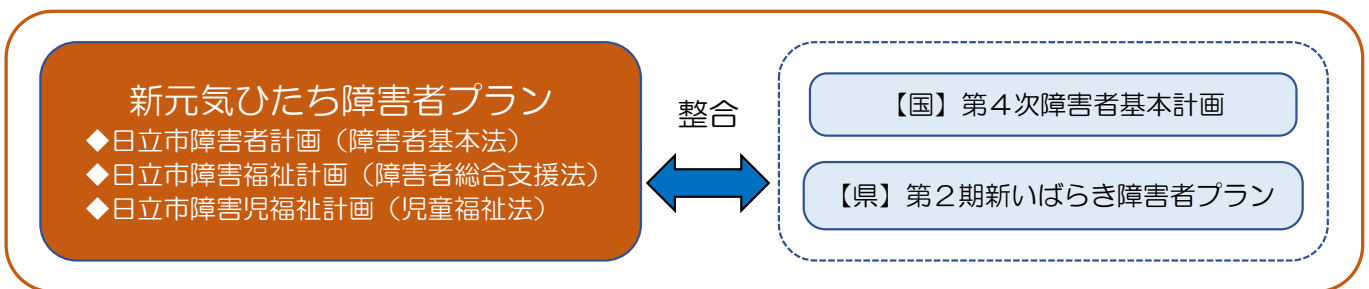 新元気ひたち障害者プラン
◆日立市障害者計画（障害者基本法）
◆日立市障害福祉計画（障害者総合支援法）
◆日立市障害児福祉計画（児童福祉法）
整合
【国】第４次障害者基本計画
【県】第２期新いばらき障害者プラン